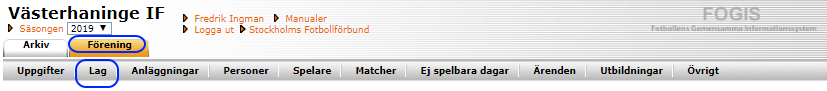 Västerhaninge IF
Fredrik Ingman Manualer
FOGIS
Säsongen 2019
Logga ut Stockholms Fotbollförbund
Fotbollens Gemensamma Informationssystem
Arkiv Förening
Uppgifter Lag Anläggningar Personer Spelare Matcher Ej spelbara dagar Ärenden Utbildningar Övrigt